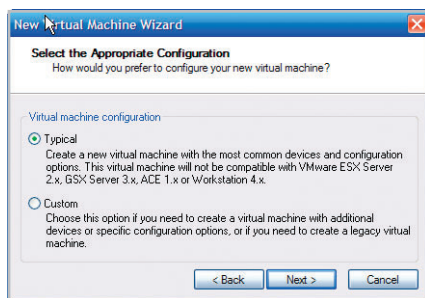 New Virtual Machine Wizard
Select the Appropriate Configuration
How would you prefer to configure your new virtual machine?
Virtual machine configuration
Typical
Create a new virtual machine with the most common devices and configuration
options. This virtual machine will not be compatible with VMware ESX Server
2.x, GSX Server 3.x, ACE 1.x or Workstation 4.x.
Custom
Choose this option if you need to create a virtual machine with additional
devices or specific configuration options, or if you need to create a legacy virtual
machine.
< Back Next > Cancel